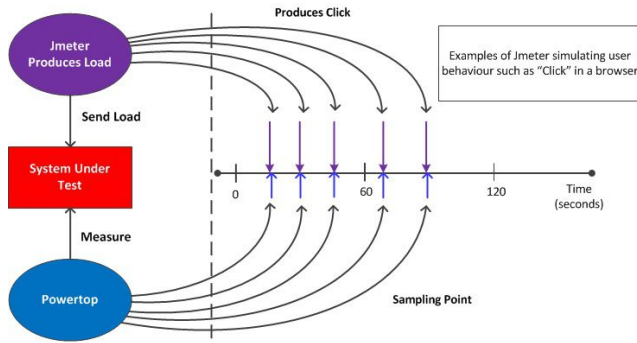 Produces Click
Jmeter
Produces Load
Examples of Jmeter simulating user
behaviour such as “Click” in a browser
Send Load
System Under
Test
0
60
120
Time
(seconds)
Measure
Powertop
Sampling Point